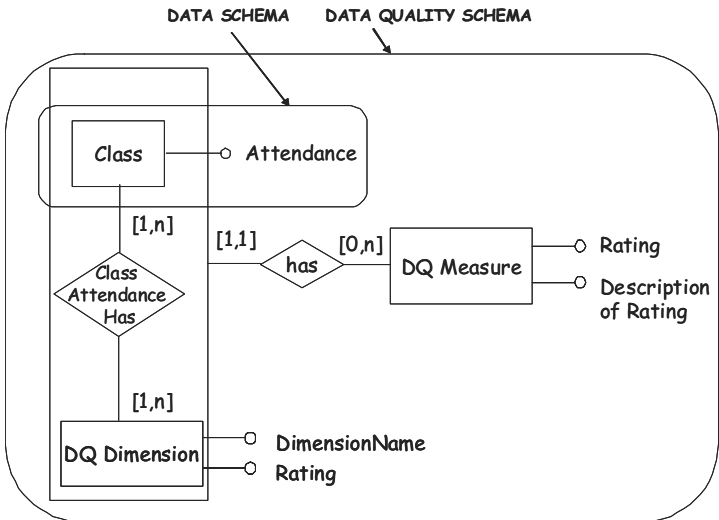 DATA SCHEMA
DATA QUALITY SCHEMA
Class
Attendance
[1,n]
[1,1]
[0,n]
Class
Attendance
Has
has
DQ Measure
Rating
Description
of Rating
[1,n]
DQ Dimension
DimensionName
Rating